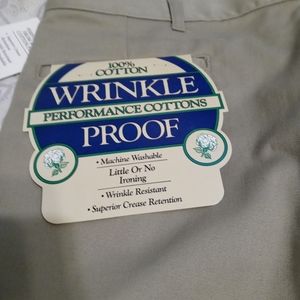 100%
COTTON
WRINKLE
PERFORMANCE COTTONS
PROOF
• Machine Washable
Little Or No
Ironing
• Wrinkle Resistant
• Superior Crease Retention